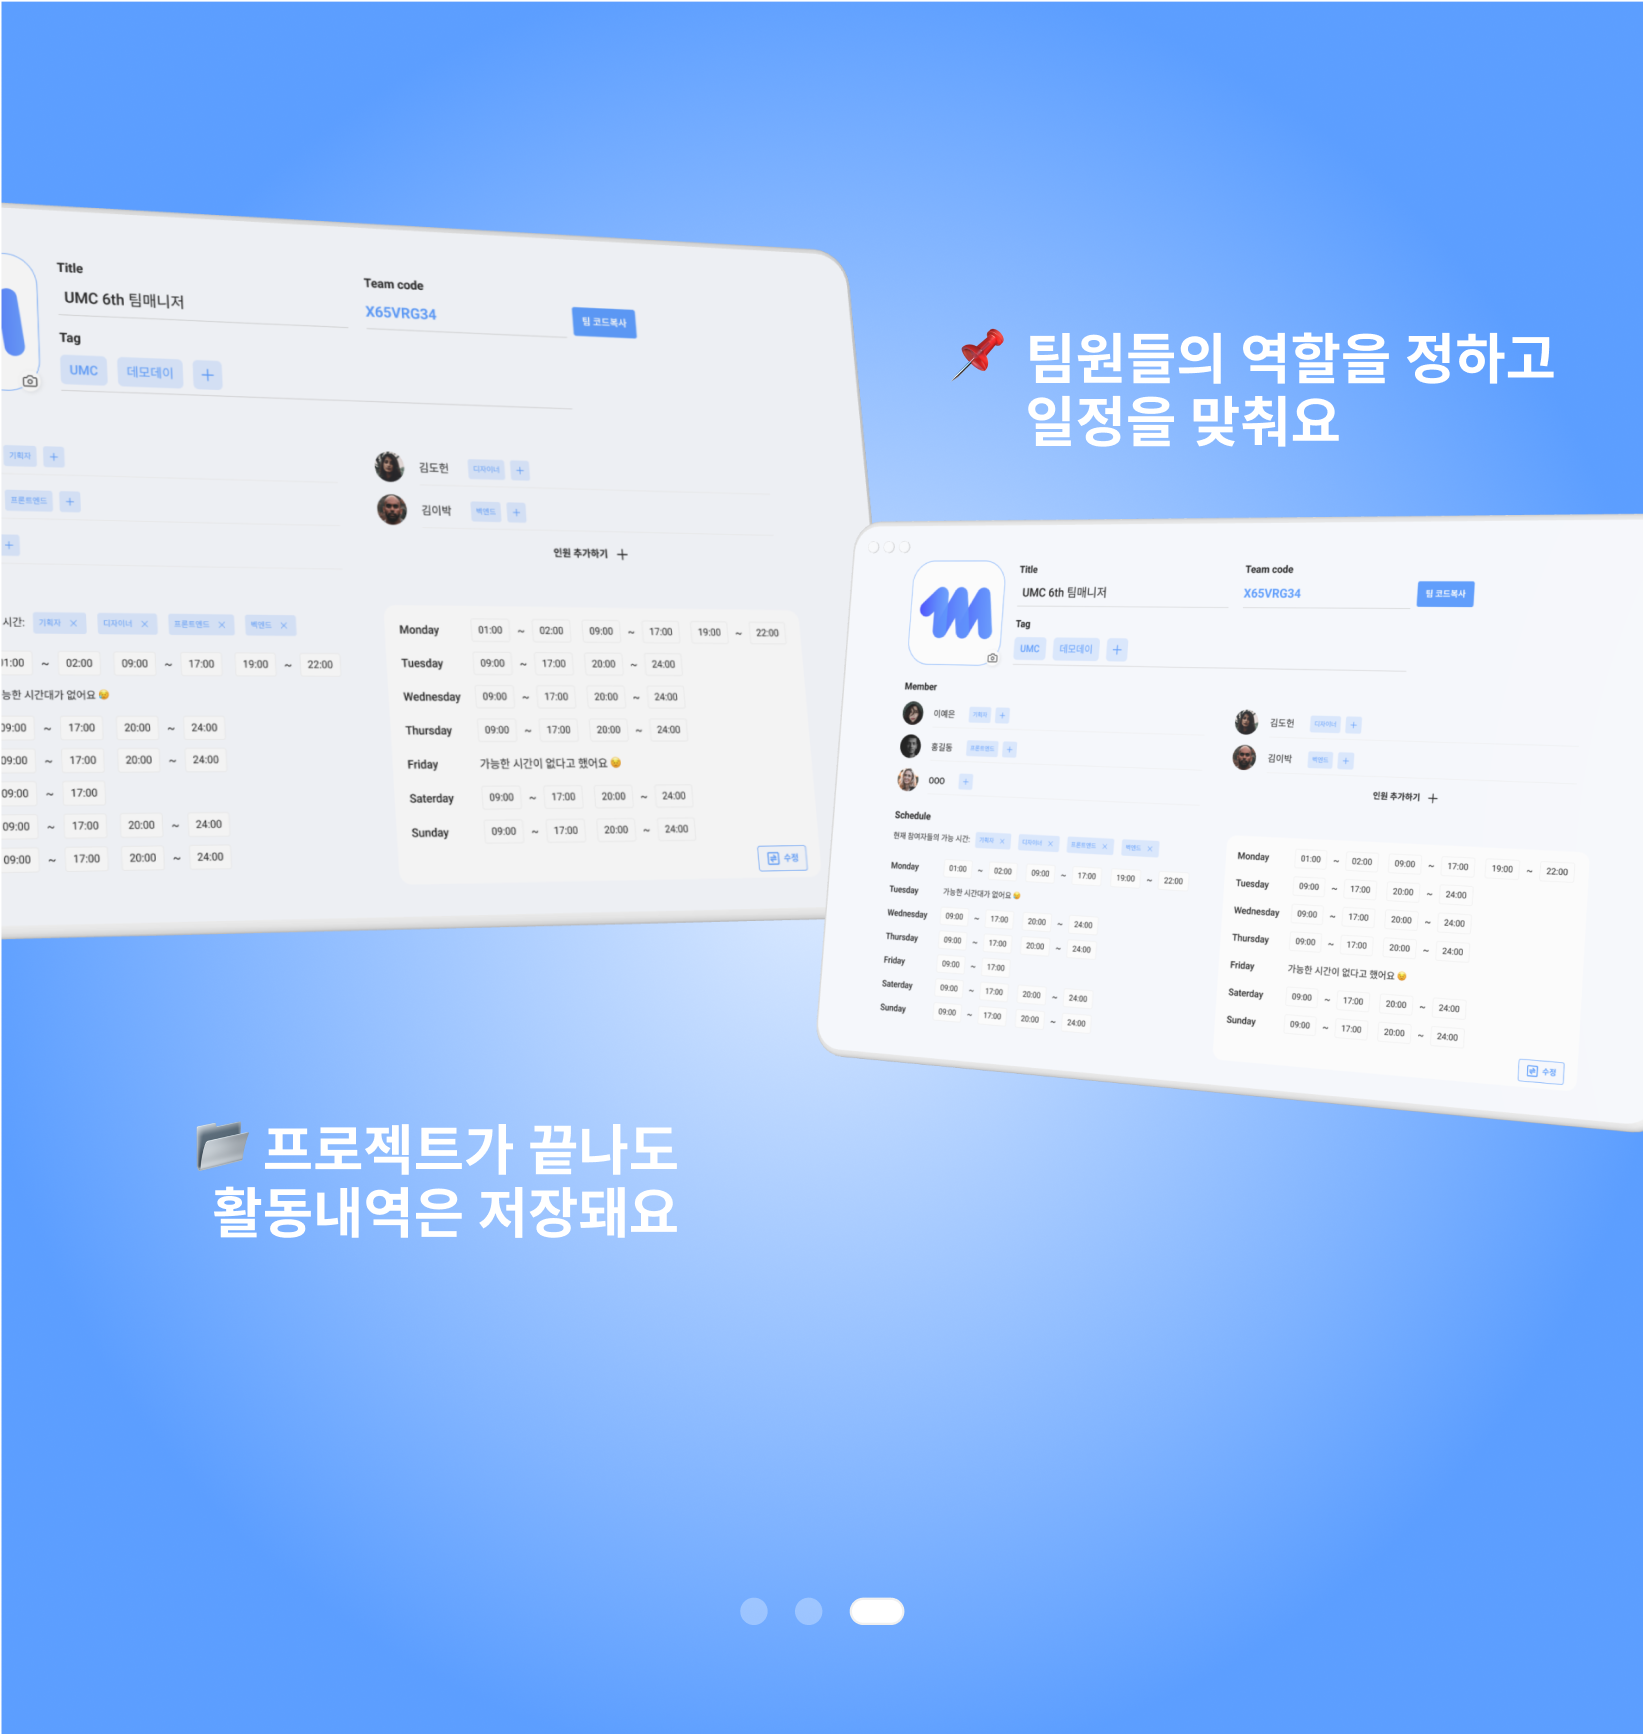 Title
UMC 6th 팀매니저
Team code
X65VRG34
팀 코드복사
Tag
UMC 데모데이 +
기획자 +
프론트엔드 +
+
김도헌 디자이너 +
김이박 백엔드 +
인원 추가하기 +
시간: 기획자 × 디자이너 × 프론트엔드 × 백엔드 ×
01:00 ~ 02:00 09:00 ~ 17:00 19:00 ~ 22:00
능한 시간대가 없어요 😥
09:00 ~ 17:00 20:00 ~ 24:00
09:00 ~ 17:00 20:00 ~ 24:00
09:00 ~ 17:00
09:00 ~ 17:00 20:00 ~ 24:00
09:00 ~ 17:00 20:00 ~ 24:00
Monday 01:00 ~ 02:00 09:00 ~ 17:00 19:00 ~ 22:00
Tuesday 09:00 ~ 17:00 20:00 ~ 24:00
Wednesday 09:00 ~ 17:00 20:00 ~ 24:00
Thursday 09:00 ~ 17:00 20:00 ~ 24:00
Friday 가능한 시간이 없다고 했어요 😥
Saterday 09:00 ~ 17:00 20:00 ~ 24:00
Sunday 09:00 ~ 17:00 20:00 ~ 24:00
수정
📌 팀원들의 역할을 정하고
일정을 맞춰요
Title
UMC 6th 팀매니저
Team code
X65VRG34
팀 코드복사
Tag
UMC 데모데이 +
Member
이예은 기획자 +
홍길동 프론트엔드 +
OOO +
김도헌 디자이너 +
김이박 백엔드 +
인원 추가하기 +
Schedule
현재 참여자들의 가능 시간: 기획자 × 디자이너 × 프론트엔드 × 백엔드 ×
Monday 01:00 ~ 02:00 09:00 ~ 17:00 19:00 ~ 22:00
Tuesday 가능한 시간대가 없어요 😥
Wednesday 09:00 ~ 17:00 20:00 ~ 24:00
Thursday 09:00 ~ 17:00 20:00 ~ 24:00
Friday 09:00 ~ 17:00
Saterday 09:00 ~ 17:00 20:00 ~ 24:00
Sunday 09:00 ~ 17:00 20:00 ~ 24:00
Monday 01:00 ~ 02:00 09:00 ~ 17:00 19:00 ~ 22:00
Tuesday 09:00 ~ 17:00 20:00 ~ 24:00
Wednesday 09:00 ~ 17:00 20:00 ~ 24:00
Thursday 09:00 ~ 17:00 20:00 ~ 24:00
Friday 가능한 시간이 없다고 했어요 😥
Saterday 09:00 ~ 17:00 20:00 ~ 24:00
Sunday 09:00 ~ 17:00 20:00 ~ 24:00
수정
📁 프로젝트가 끝나도
활동내역은 저장돼요